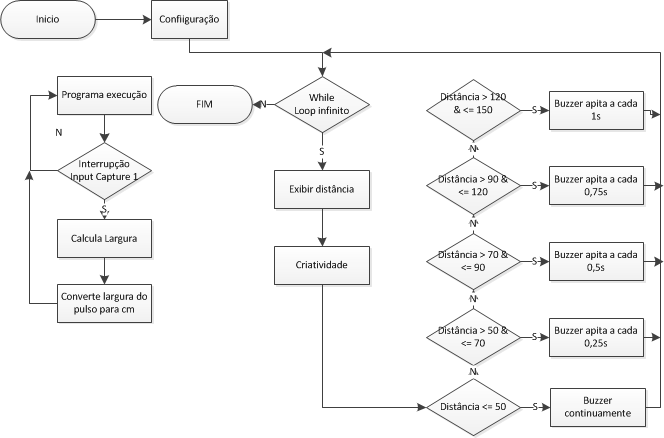 Inicio
Confiiguração
Programa execução
N
Interrupção
Input Capture 1
S
Calcula Largura
Converte largura do
pulso para cm
FIM
N
While
Loop infinito
S
Exibir distância
Criatividade
Distância > 120
& <= 150
S
Buzzer apita a cada
1s
N
Distância > 90 &
<= 120
S
Buzzer apita a cada
0,75s
N
Distância > 70 &
<= 90
S
Buzzer apita a cada
0,5s
N
Distância > 50 &
<= 70
S
Buzzer apita a cada
0,25s
N
Distância <= 50
S
Buzzer
continuamente